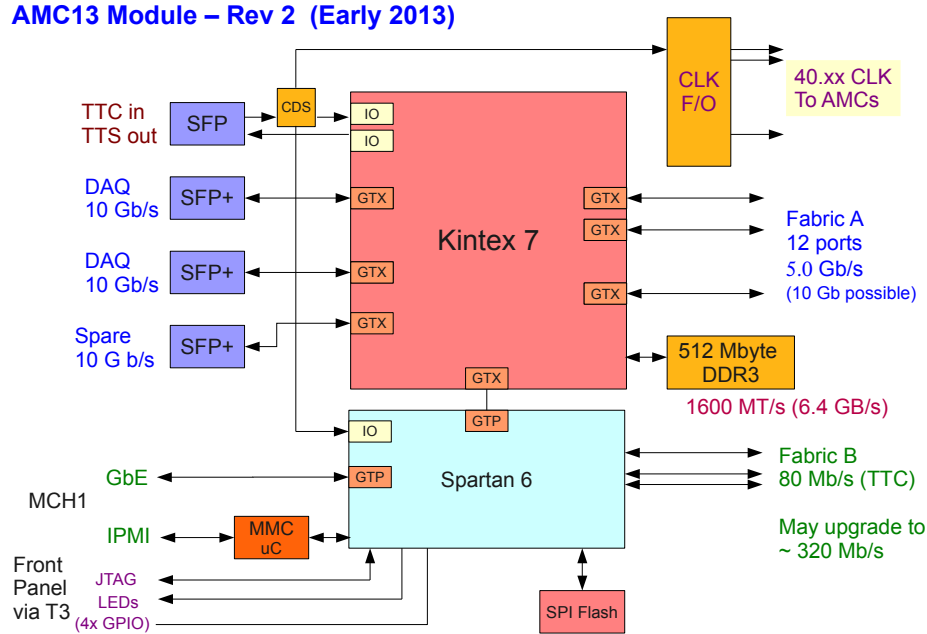 AMC13 Module – Rev 2 (Early 2013)
TTC in
TTS out
SFP
CDS
IO
IO
CLK
F/O
40.xx CLK
To AMCs
DAQ
10 Gb/s
SFP+
GTX
Kintex 7
GTX
GTX
GTX
Fabric A
12 ports
5.0 Gb/s
(10 Gb possible)
DAQ
10 Gb/s
SFP+
GTX
Spare
10 G b/s
SFP+
GTX
512 Mbyte
DDR3
1600 MT/s (6.4 GB/s)
GTX
GTP
IO
Spartan 6
GTP
Fabric B
80 Mb/s (TTC)
May upgrade to
~ 320 Mb/s
GbE
MCH1
IPMI
MMC
uC
Front
Panel
via T3
JTAG
LEDs
(4x GPIO)
SPI Flash